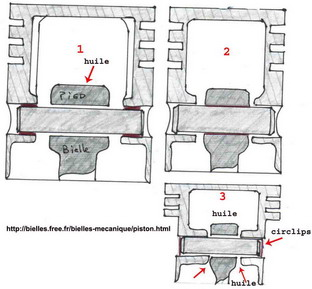 1
huile
Pied
Bielle
2
3
huile
circlips
huile
http://bielles.free.fr/bielles-mecanique/piston.html